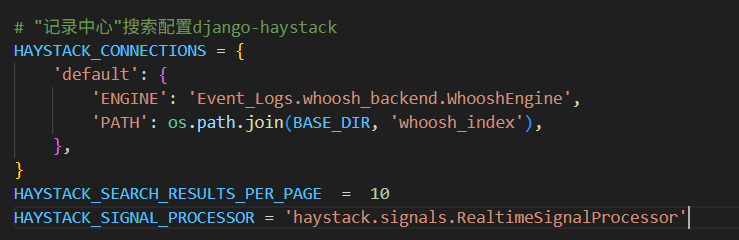 # "记录中心"搜索配置django-haystack
HAYSTACK_CONNECTIONS = {
    'default': {
        'ENGINE': 'Event_Logs.whoosh_backend.WhooshEngine',
        'PATH': os.path.join(BASE_DIR, 'whoosh_index'),
    },
}
HAYSTACK_SEARCH_RESULTS_PER_PAGE  =  10
HAYSTACK_SIGNAL_PROCESSOR = 'haystack.signals.RealtimeSignalProcessor'